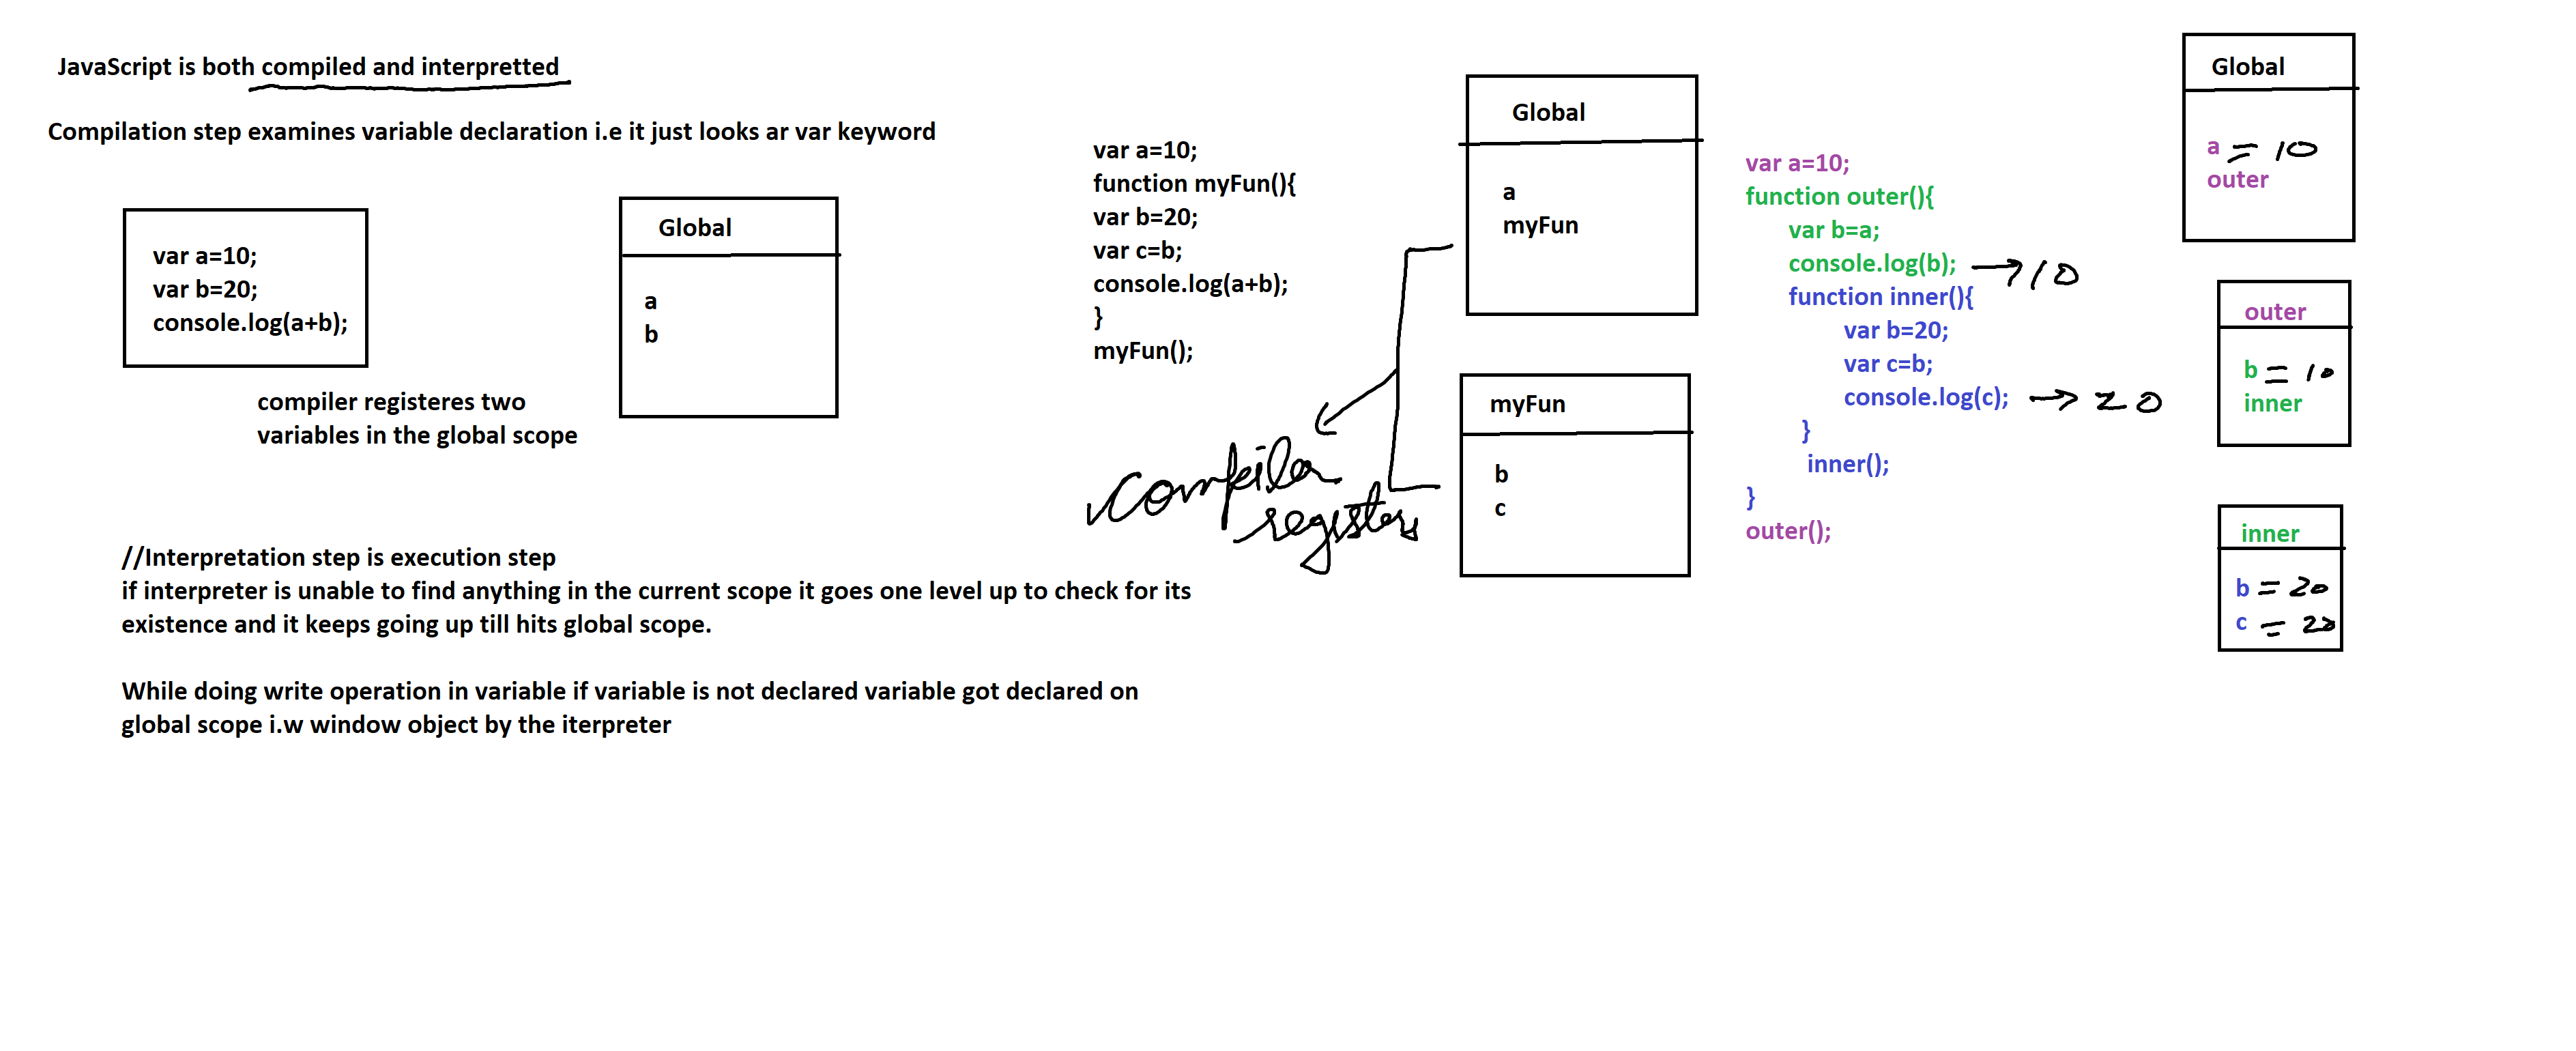 JavaScript is both compiled and interpretted
Compilation step examines variable declaration i.e it just looks ar var keyword
var a=10;
var b=20;
console.log(a+b);
Global
a
b
compiler registeres two
variables in the global scope
//Interpretation step is execution step
if interpreter is unable to find anything in the current scope it goes one level up to check for its
existence and it keeps going up till hits global scope.
While doing write operation in variable if variable is not declared variable got declared on
global scope i.w window object by the iterpreter
var a=10;
function myFun(){
var b=20;
var c=b;
console.log(a+b);
}
myFun();
compiler
registers
Global
a
myFun
myFun
b
c
var a=10;
function outer(){
var b=a;
console.log(b); → 10
function inner(){
var b=20;
var c=b;
console.log(c); → 20
}
inner();
}
outer();
Global
a = 10
outer
outer
b = 10
inner
inner
b = 20
c = 20